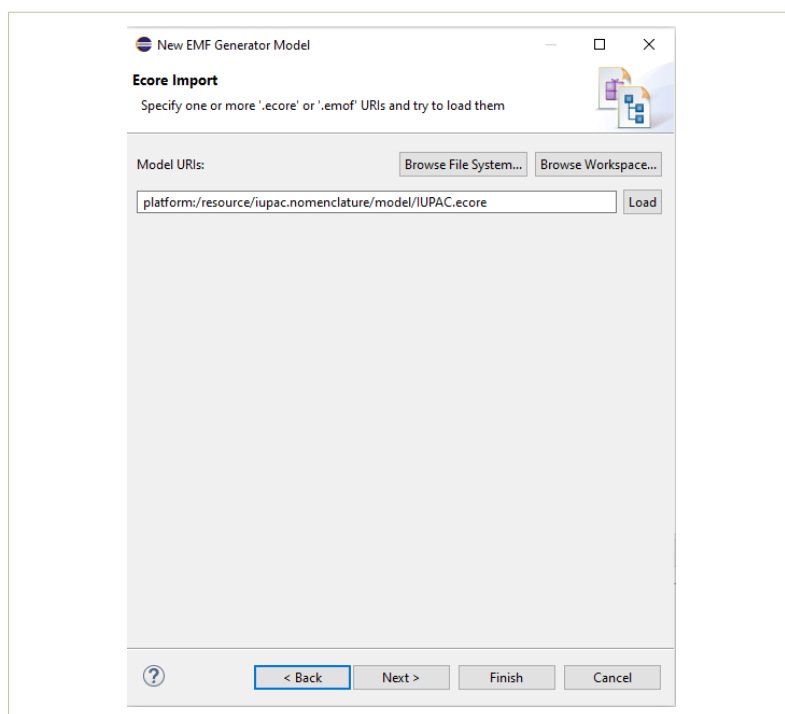 New EMF Generator Model
Ecore Import
Specify one or more '.ecore' or '.emof' URIs and try to load them
Model URIs:
Browse File System...
Browse Workspace...
platform:/resource/iupac.nomenclature/model/IUPAC.ecore
Load
?
< Back
Next >
Finish
Cancel